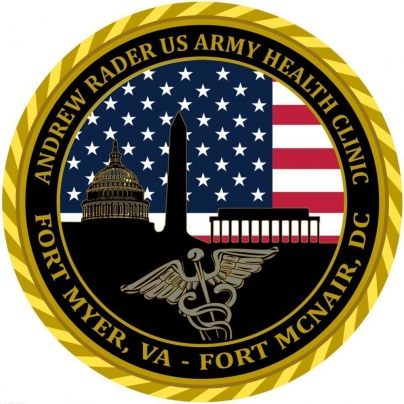 ANDREW RADER US ARMY HEALTH CLINIC
FORT MYER, VA - FORT MCNAIR, DC